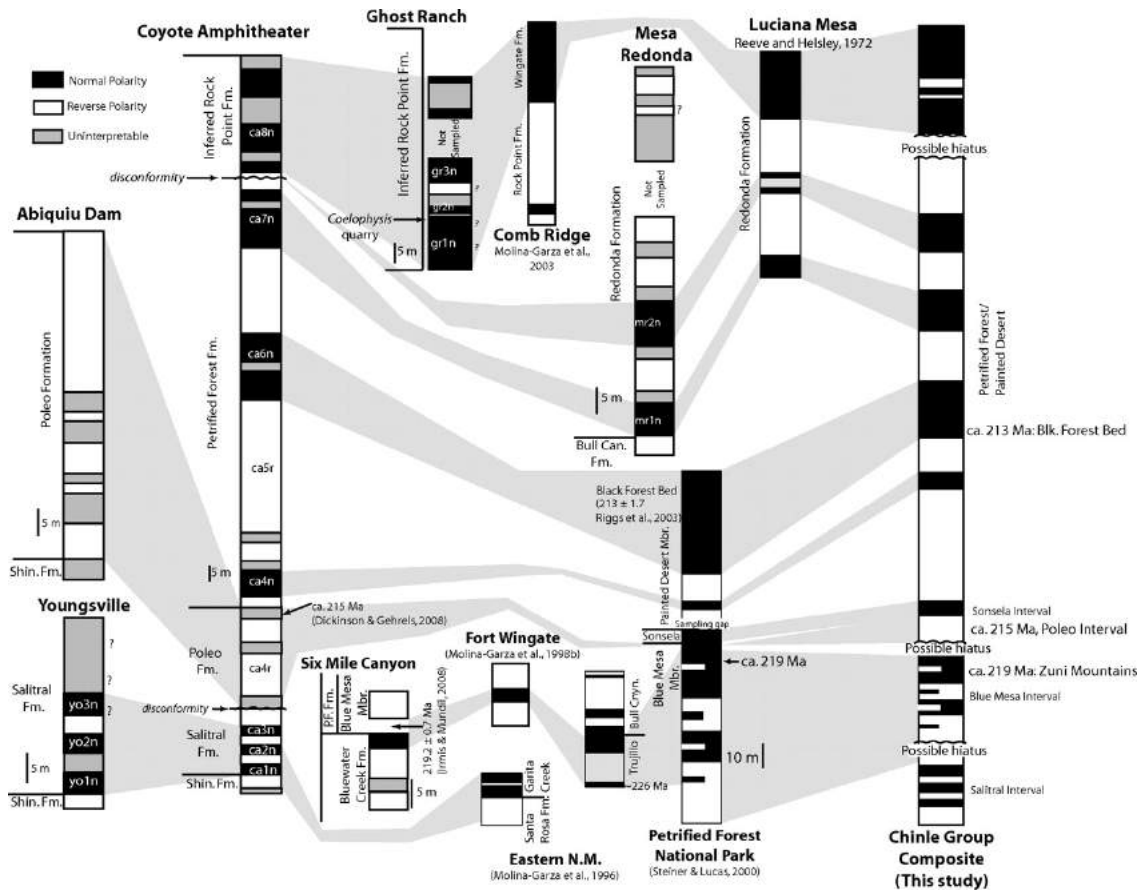 Coyote Amphitheater
Normal Polarity
Reverse Polarity
Uninterpretable
Inferred Rock
Point Fm.
ca8n
disconformity
ca7n
Petrified Forest Fm.
ca6n
ca5r
5 m
ca4n
ca. 215 Ma
(Dickinson & Gehrels, 2008)
Poleo
Fm.
ca4r
disconformity
Salitral
Fm.
ca3n
ca2n
ca1n
Shin. Fm.
Abiquiu Dam
Poleo Formation
5 m
Shin. Fm.
Youngsville
?
?
?
Salitral
Fm.
yo3n
yo2n
5 m
yo1n
Shin. Fm.
Ghost Ranch
Inferred Rock Point Fm.
Not
Sampled
gr3n
?
gr2n
?
Coelophysis
quarry
gr1n
?
5 m
Wingate Fm.
Rock Point Fm.
Comb Ridge
Molina-Garza et al.,
2003
Mesa
Redonda
?
Not
Sampled
Redonda Formation
mr2n
5 m
mr1n
Bull Can.
Fm.
Luciana Mesa
Reeve and Helsley, 1972
Redonda Formation
Six Mile Canyon
P.F. Fm.
Blue Mesa
Mbr.
219.2 ± 0.7 Ma
(Irmis & Mundil, 2008)
Bluewater
Creek Fm.
5 m
Fort Wingate
(Molina-Garza et al., 1998b)
Garita
Creek
Santa
Rosa Fm.
Bull Cnyn.
Trujillo
~226 Ma
Eastern N.M.
(Molina-Garza et al., 1996)
Black Forest Bed
(213 ± 1.7
Riggs et al., 2003)
Painted Desert Mbr.
Sampling gap
Sonsela
Blue Mesa
Mbr.
ca. 219 Ma
10 m
Petrified Forest
National Park
(Steiner & Lucas, 2000)
Possible hiatus
Petrified Forest/
Painted Desert
ca. 213 Ma: Blk. Forest Bed
Sonsela Interval
ca. 215 Ma, Poleo Interval
Possible hiatus
ca. 219 Ma: Zuni Mountains
Blue Mesa Interval
Possible hiatus
Salitral Interval
Chinle Group
Composite
(This study)